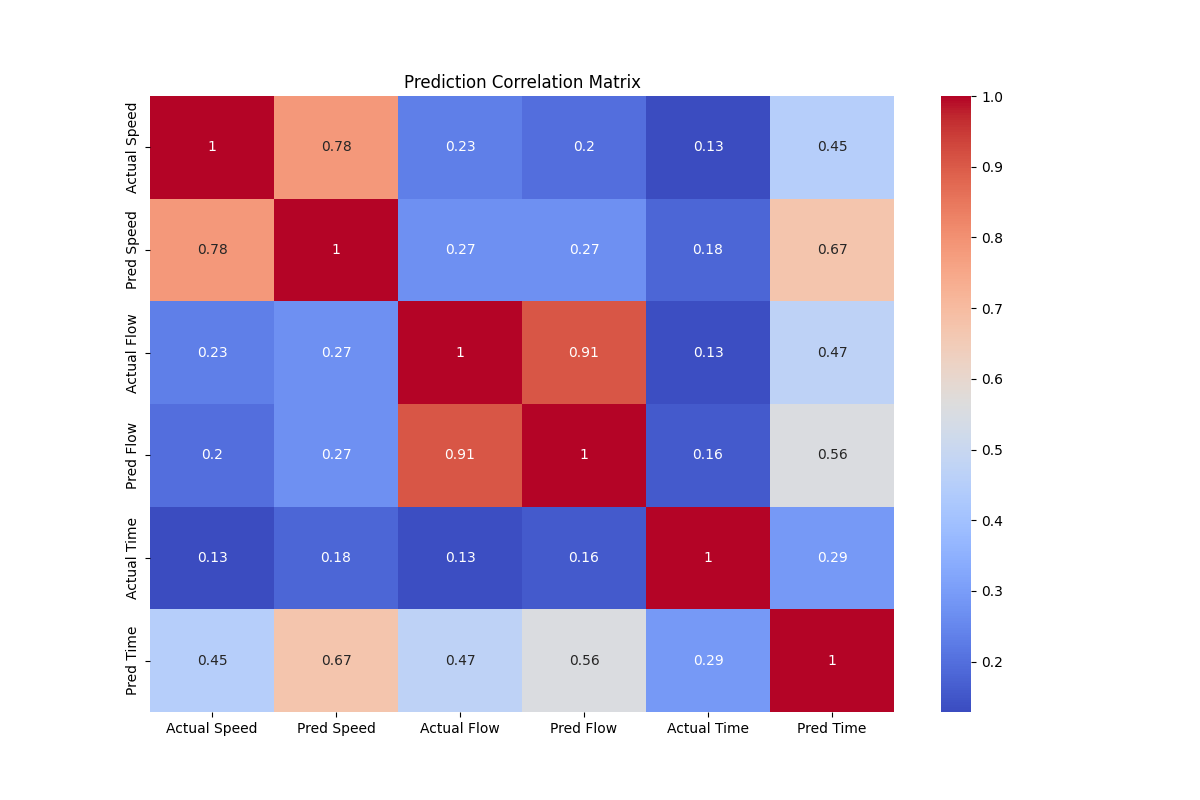 Prediction Correlation Matrix
Actual Speed 1 0.78 0.23 0.2 0.13 0.45
Pred Speed 0.78 1 0.27 0.27 0.18 0.67
Actual Flow 0.23 0.27 1 0.91 0.13 0.47
Pred Flow 0.2 0.27 0.91 1 0.16 0.56
Actual Time 0.13 0.18 0.13 0.16 1 0.29
Pred Time 0.45 0.67 0.47 0.56 0.29 1
Actual Speed Pred Speed Actual Flow Pred Flow Actual Time Pred Time
1.0
0.9
0.8
0.7
0.6
0.5
0.4
0.3
0.2